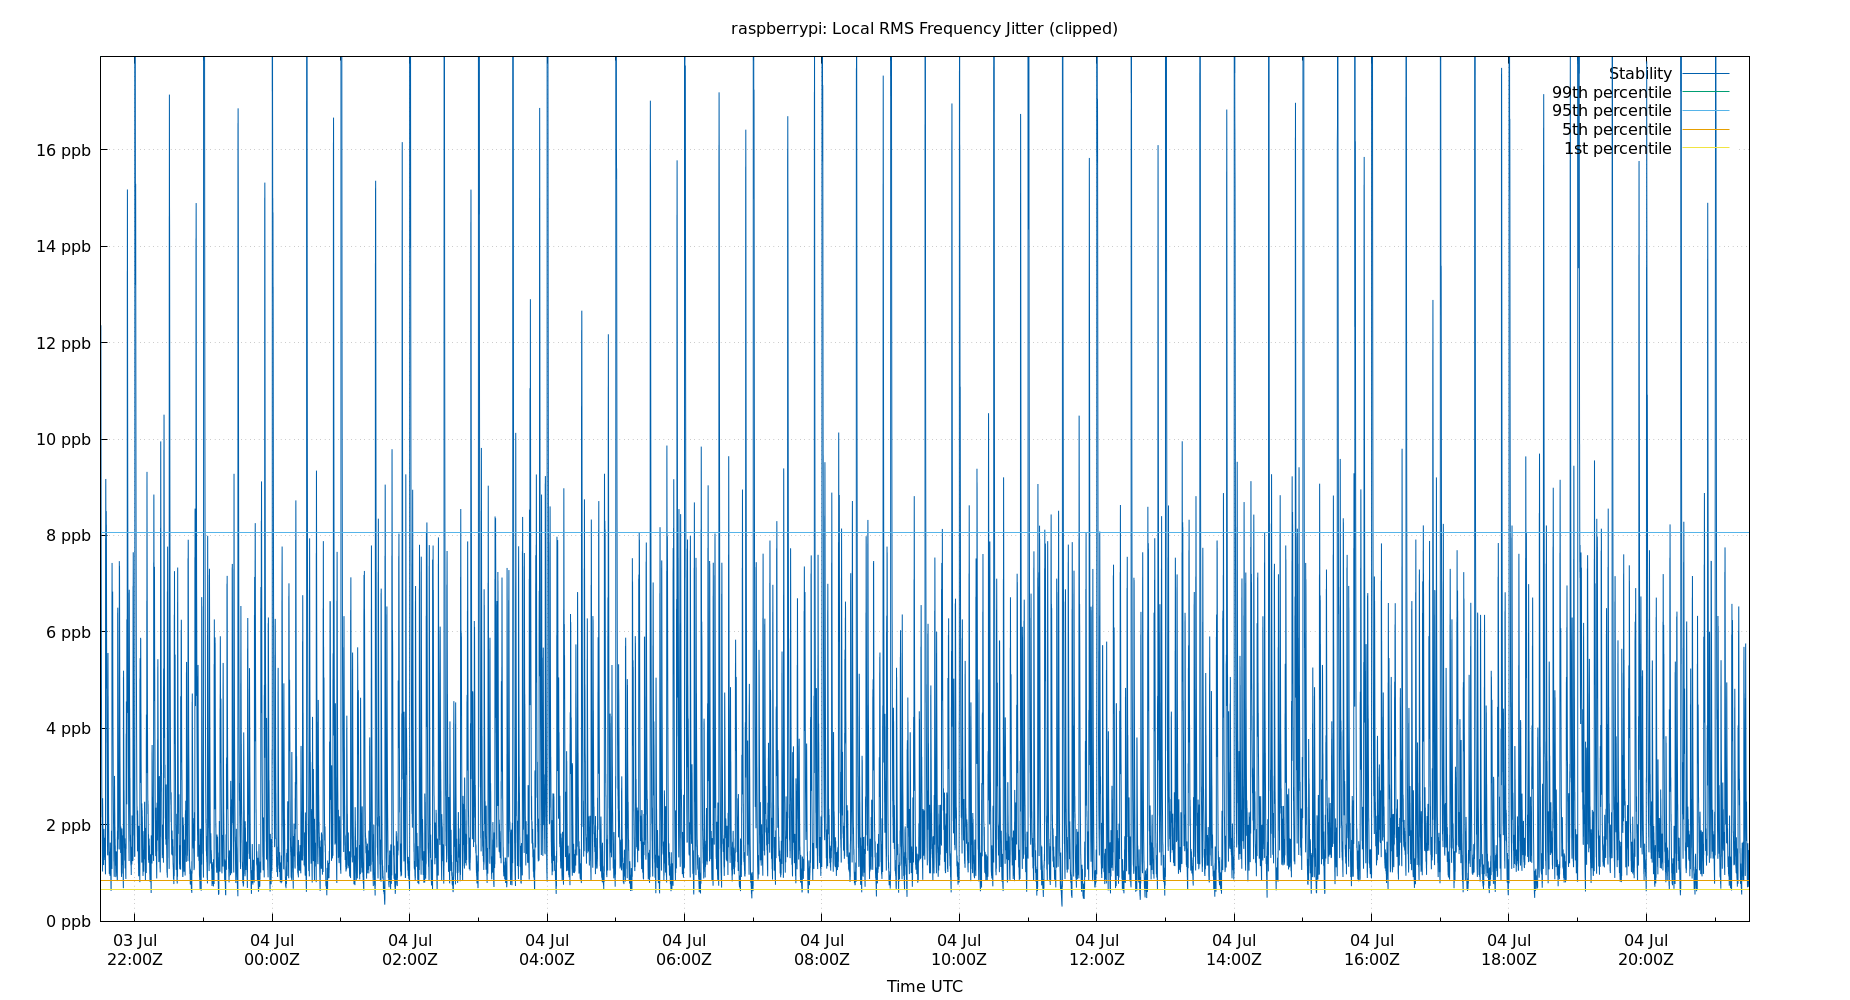 raspberrypi: Local RMS Frequency Jitter (clipped)
Stability
99th percentile
95th percentile
5th percentile
1st percentile
16 ppb
14 ppb
12 ppb
10 ppb
8 ppb
6 ppb
4 ppb
2 ppb
0 ppb
03 Jul 04 Jul 04 Jul 04 Jul 04 Jul 04 Jul 04 Jul 04 Jul 04 Jul 04 Jul 04 Jul 04 Jul
22:00Z 00:00Z 02:00Z 04:00Z 06:00Z 08:00Z 10:00Z 12:00Z 14:00Z 16:00Z 18:00Z 20:00Z
Time UTC